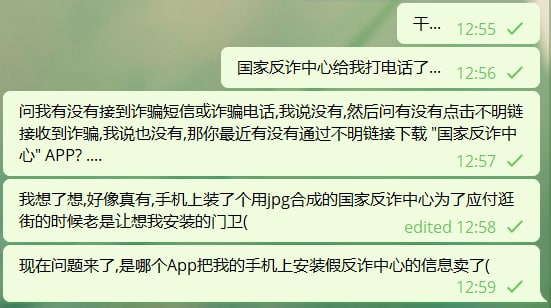 干...
12:55
国家反诈中心给我打电话了...
12:56
问我有没有接到诈骗短信或诈骗电话,我说没有,然后问有没有点击不明链
接收到诈骗,我说也没有,那你最近有没有通过不明链接下载 "国家反诈中
心" APP? ....
12:57
我想了想,好像真有,手机上装了个用jpg合成的国家反诈中心为了应付逛
街的时候老是让想我安装的门卫(
edited 12:58
现在问题来了,是哪个App把我的手机上安装假反诈中心的信息卖了(
12:59